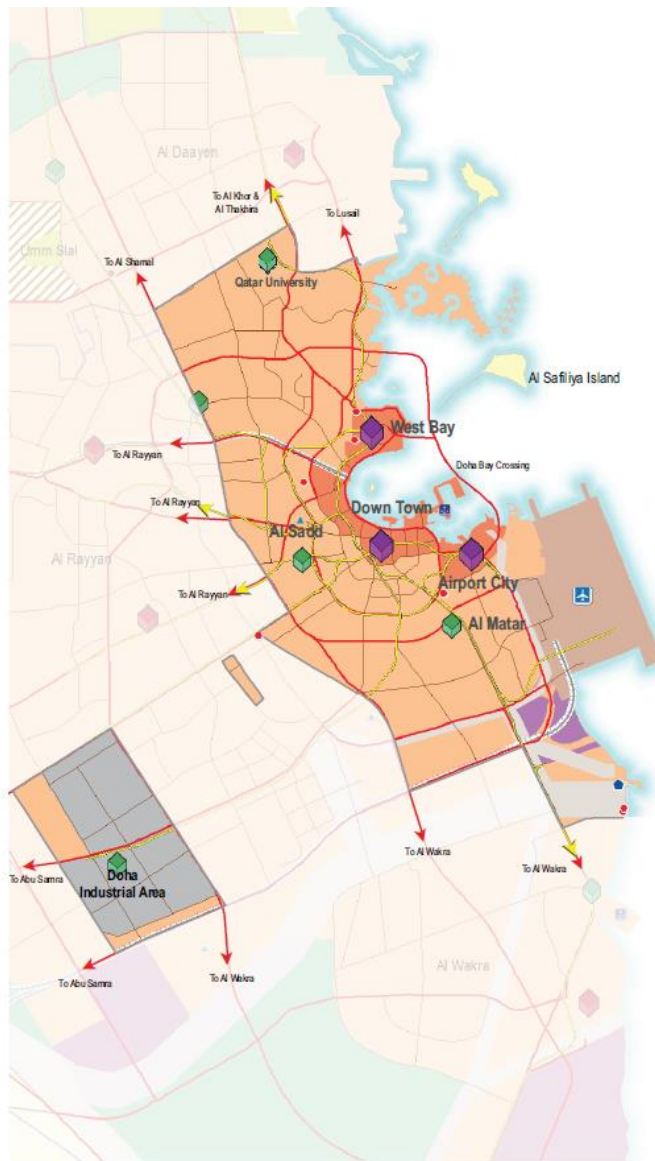 Al Daayen
To Al Khor &
Al Thakhira
To Lusail
Umm Slal
To Al Shamal
Qatar University
Al Safiliya Island
West Bay
To Al Rayyan
Doha Bay Crossing
To Al Rayyan
Down Town
Al Sadd
Al Rayyan
Airport City
To Al Rayyan
Al Matar
To Al Wakra
To Al Wakra
Doha
Industrial Area
To Abu Samra
To Abu Samra
To Al Wakra
Al Wakra